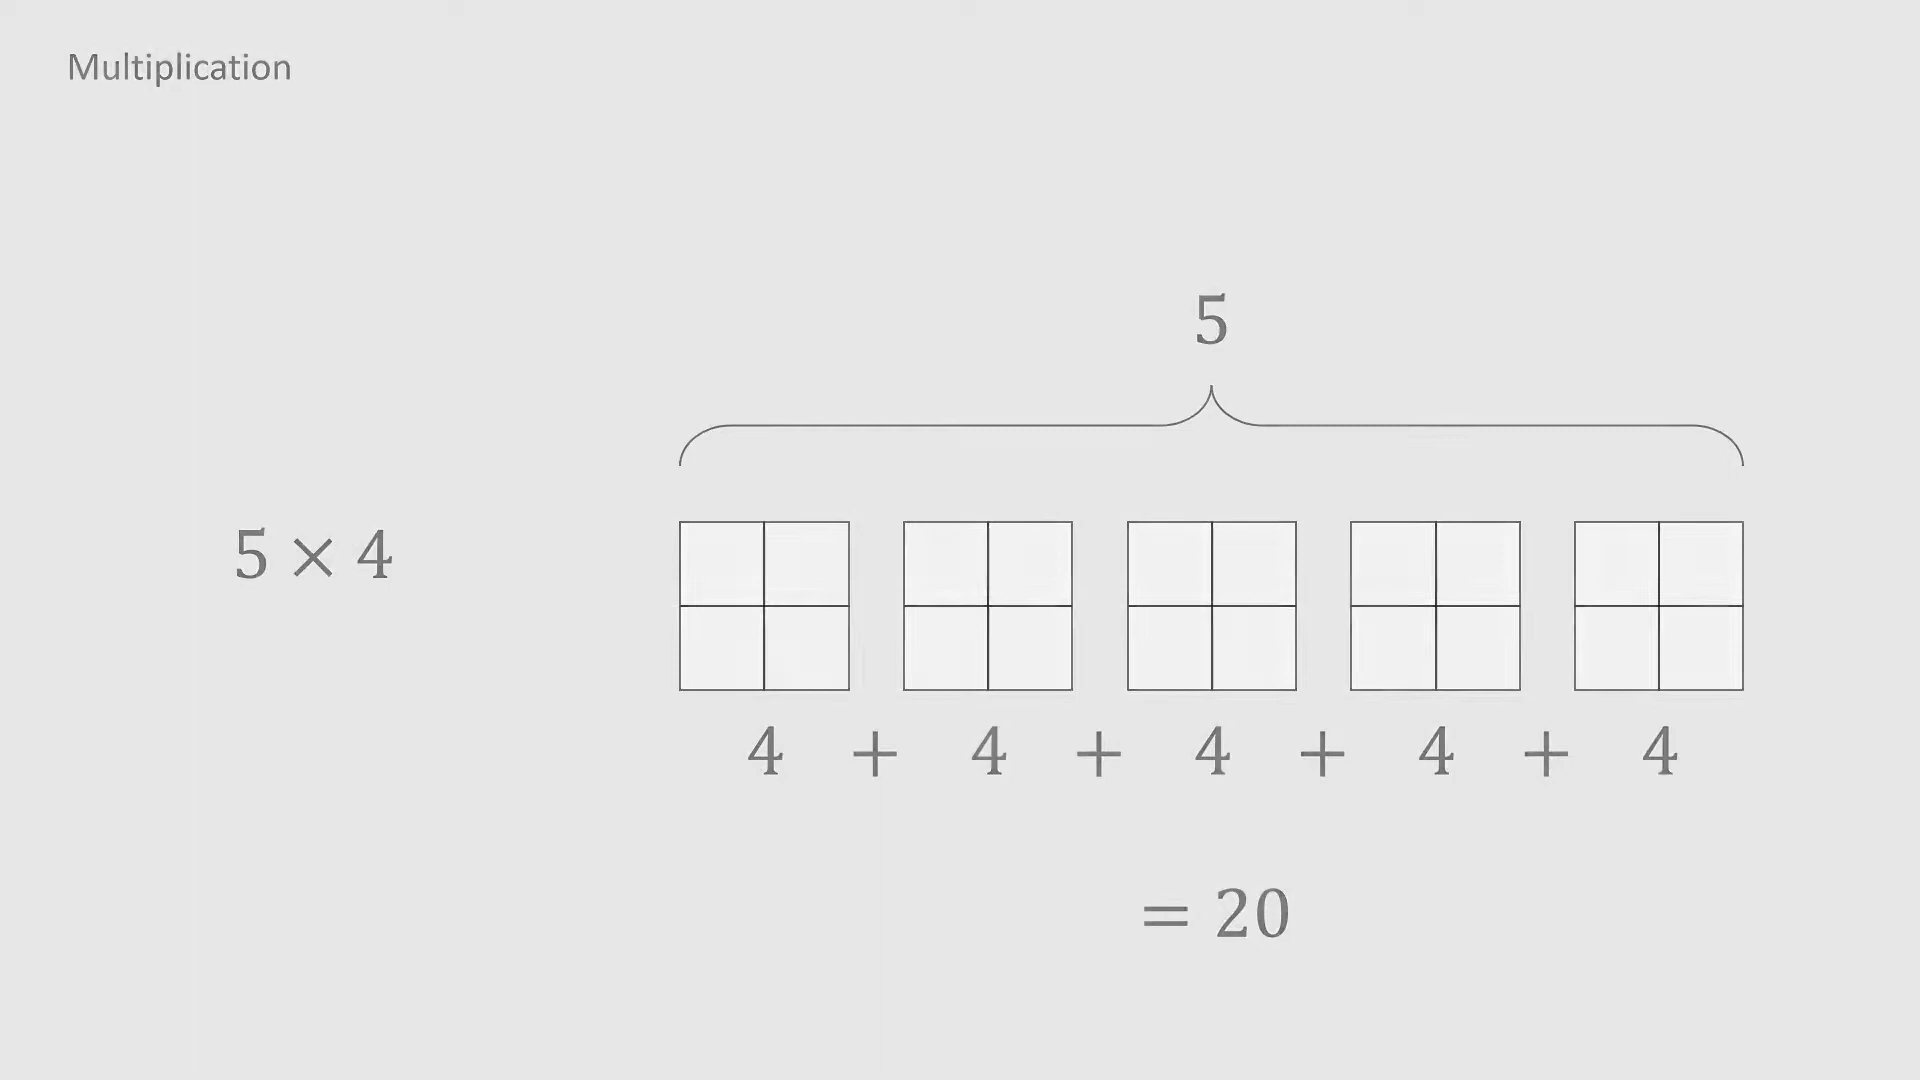 Multiplication
5
5 × 4
4 + 4 + 4 + 4 + 4
= 20